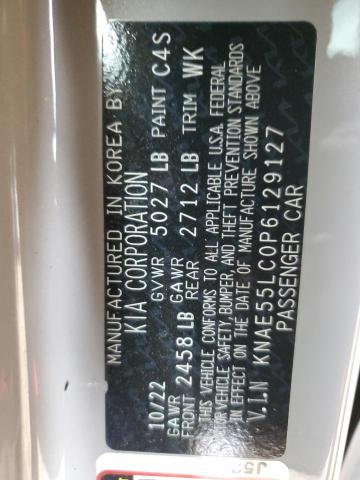 MANUFACTURED IN KOREA BY
KIA CORPORATION
10/22 GVWR 5027 LB PAINT C4S
GAWR FRONT 2458 LB GAWR REAR 2712 LB TRIM WK
THIS VEHICLE CONFORMS TO ALL APPLICABLE U.S.A. FEDERAL
VEHICLE SAFETY, BUMPER, AND THEFT PREVENTION STANDARDS
IN EFFECT ON THE DATE OF MANUFACTURE SHOWN ABOVE
V.I.N KNAE55LC0P6129127
PASSENGER CAR